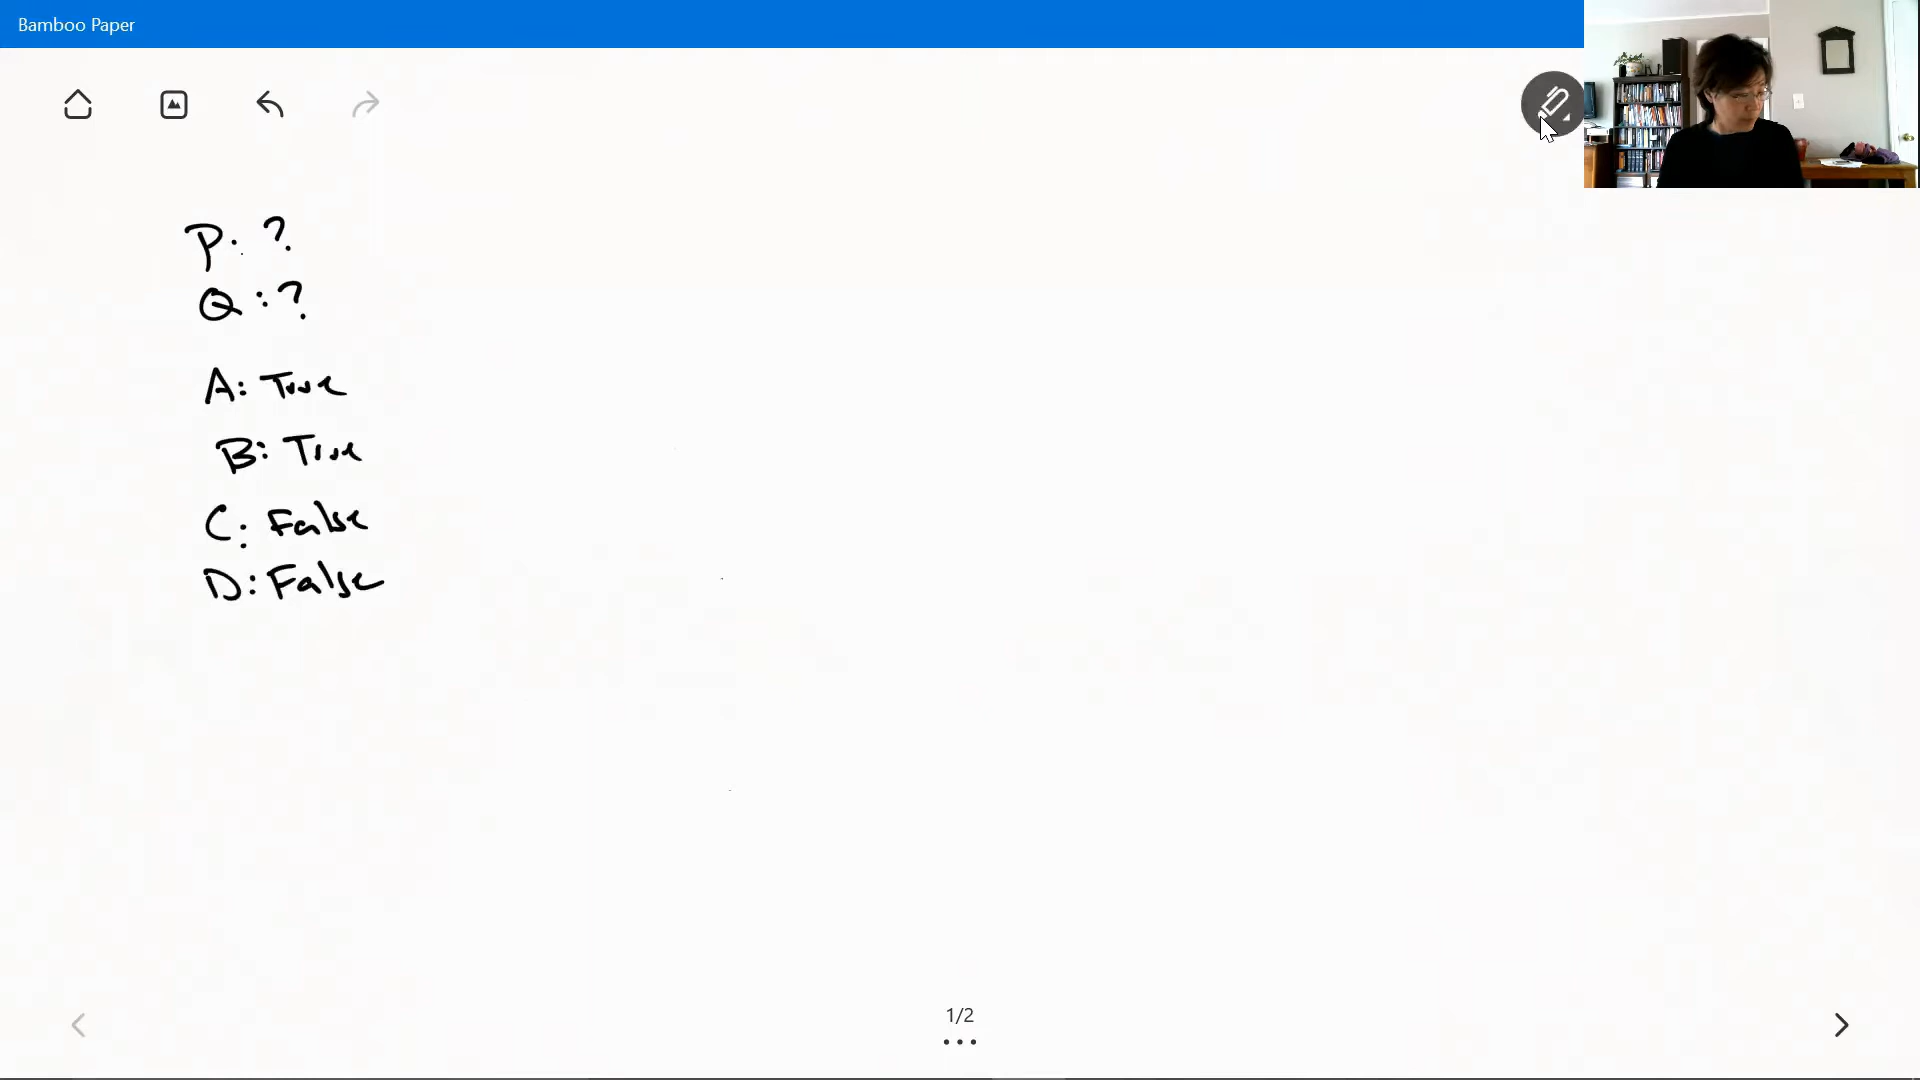 Bamboo Paper
P: ?
Q: ?
A: True
B: True
C: False
D: False
1/2